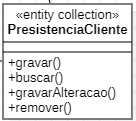 «entity collection»
PresistenciaCliente
+gravar()
+buscar()
+gravarAlteracao()
+remover()